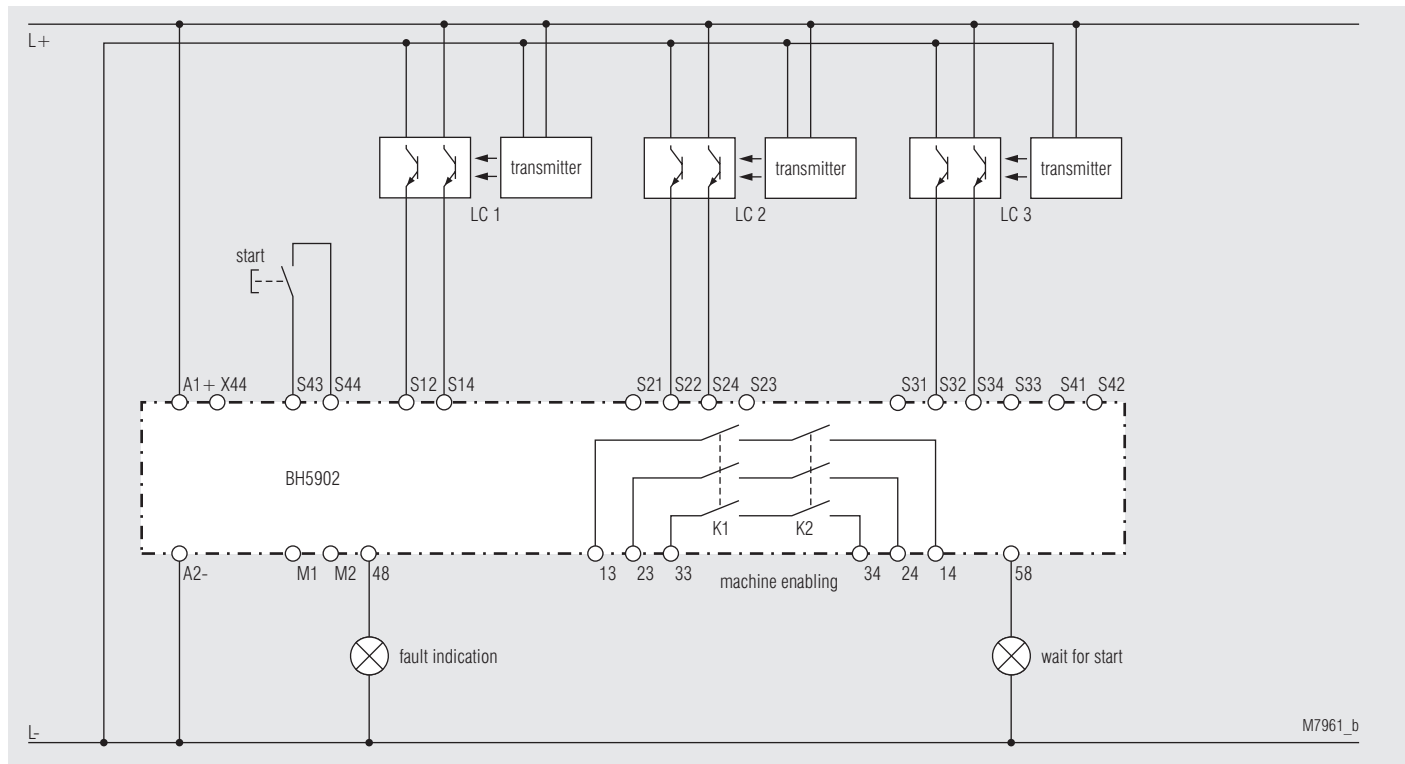 L+
transmitter
transmitter
transmitter
LC 1
LC 2
LC 3
start
A1+ X44 S43 S44 S12 S14 S21 S22 S24 S23 S31 S32 S34 S33 S41 S42
BH5902
K1 K2
A2- M1 M2 48 13 23 33 34 24 14 58
machine enabling
fault indication
wait for start
L-
M7961_b